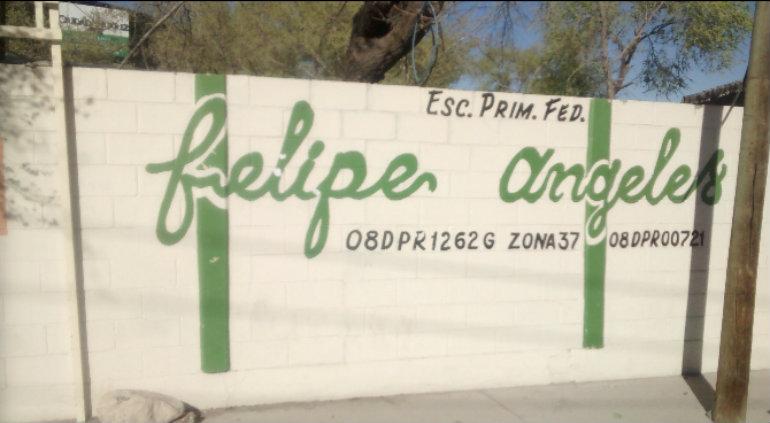 Esc. Prim. Fed.
felipe angeles
08DPR1262G ZONA37 08DPR00721